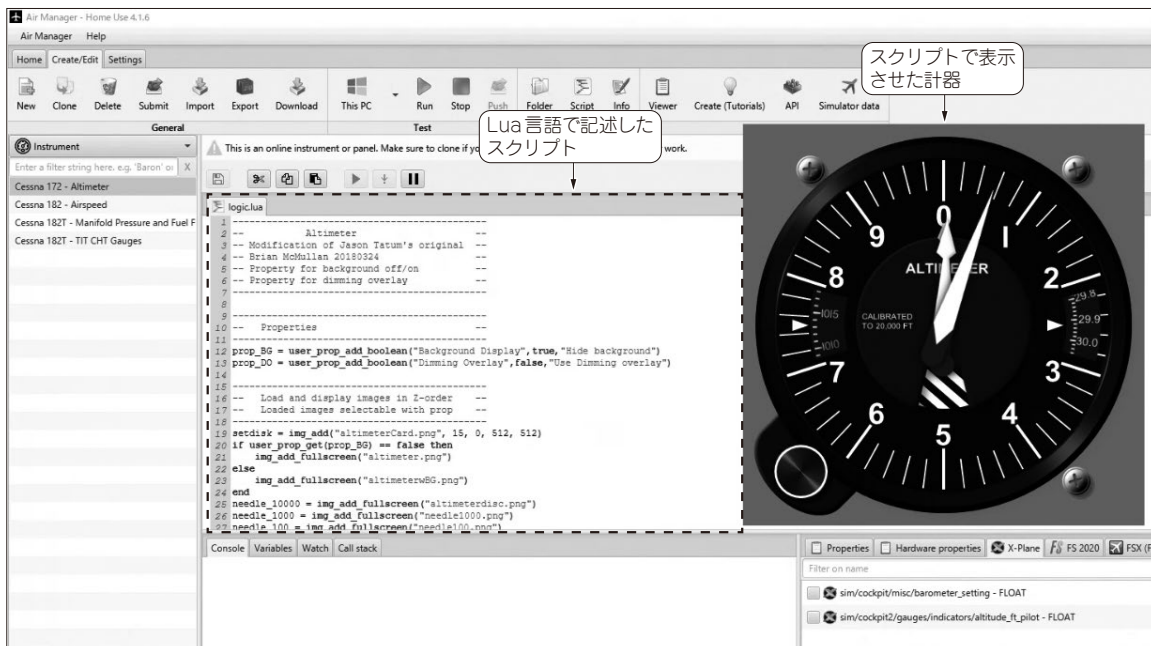 Air Manager - Home Use 4.1.6
Air Manager Help
Home Create/Edit Settings
New Clone Delete Submit Import Export Download This PC Run Stop Push Folder Script Info Viewer Create (Tutorials) API Simulator data
General Test
スクリプトで表示
させた計器
Lua言語で記述した
スクリプト
Instrument
This is an online instrument or panel. Make sure to clone if yo work.
Enter a filter string here. e.g. 'Baron' or X
Cessna 172 - Altimeter
Cessna 182 - Airspeed
Cessna 182T - Manifold Pressure and Fuel F
Cessna 182T - TIT CHT Gauges
logic.lua
1 ----------------------------------------------
2 -- Altimeter --
3 -- Modification of Jason Tatum's original --
4 -- Brian McMullan 20180324 --
5 -- Property for background off/on --
6 -- Property for dimming overlay --
7 ----------------------------------------------
8
9 ----------------------------------------------
10 -- Properties --
11 ----------------------------------------------
12 prop_BG = user_prop_add_boolean("Background Display",true,"Hide background")
13 prop_DO = user_prop_add_boolean("Dimming Overlay",false,"Use Dimming overlay")
14
15 ----------------------------------------------
16 -- Load and display images in Z-order --
17 -- Loaded images selectable with prop --
18 ----------------------------------------------
19 setdisk = img_add("altimeterCard.png", 15, 0, 512, 512)
20 if user_prop_get(prop_BG) == false then
21 img_add_fullscreen("altimeter.png")
22 else
23 img_add_fullscreen("altimeterwBG.png")
24 end
25 needle_10000 = img_add_fullscreen("altimeterdisc.png")
26 needle_1000 = img_add_fullscreen("needle1000.png")
27 needle_100 = img_add_fullscreen("needle100.png")
0
9 1
8 ALTIMETER 2
29.8
1015 CALIBRATED 29.9
TO 20,000 FT
1010 30.0
7 3
6 4
5
Console Variables Watch Call stack
Properties Hardware properties X-Plane FS FS 2020 FSX (F
Filter on name
sim/cockpit/misc/barometer_setting - FLOAT
sim/cockpit2/gauges/indicators/altitude_ft_pilot - FLOAT